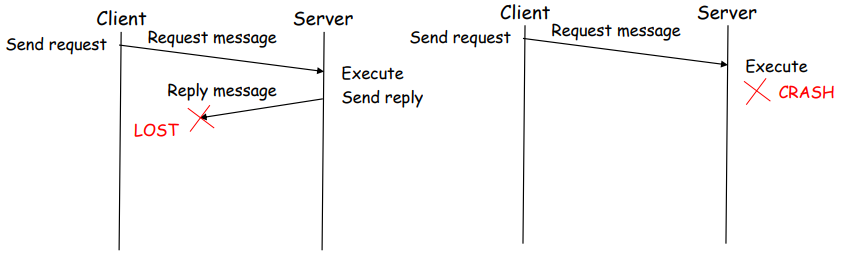 Client
Server
Send request
Request message
Execute
Reply message
Send reply
LOST
Client
Server
Send request
Request message
Execute
CRASH